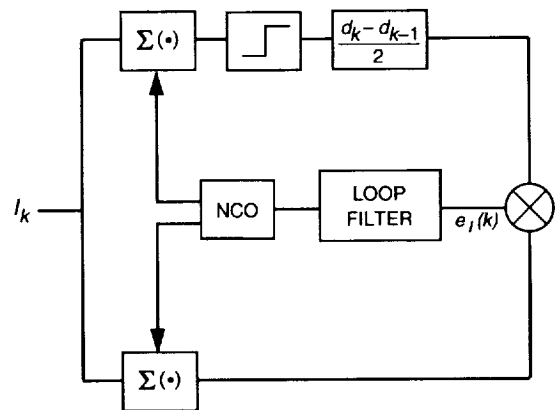 Σ(•)
d_k – d_{k–1}
2
I_k
NCO
LOOP
FILTER
e_I(k)
Σ(•)